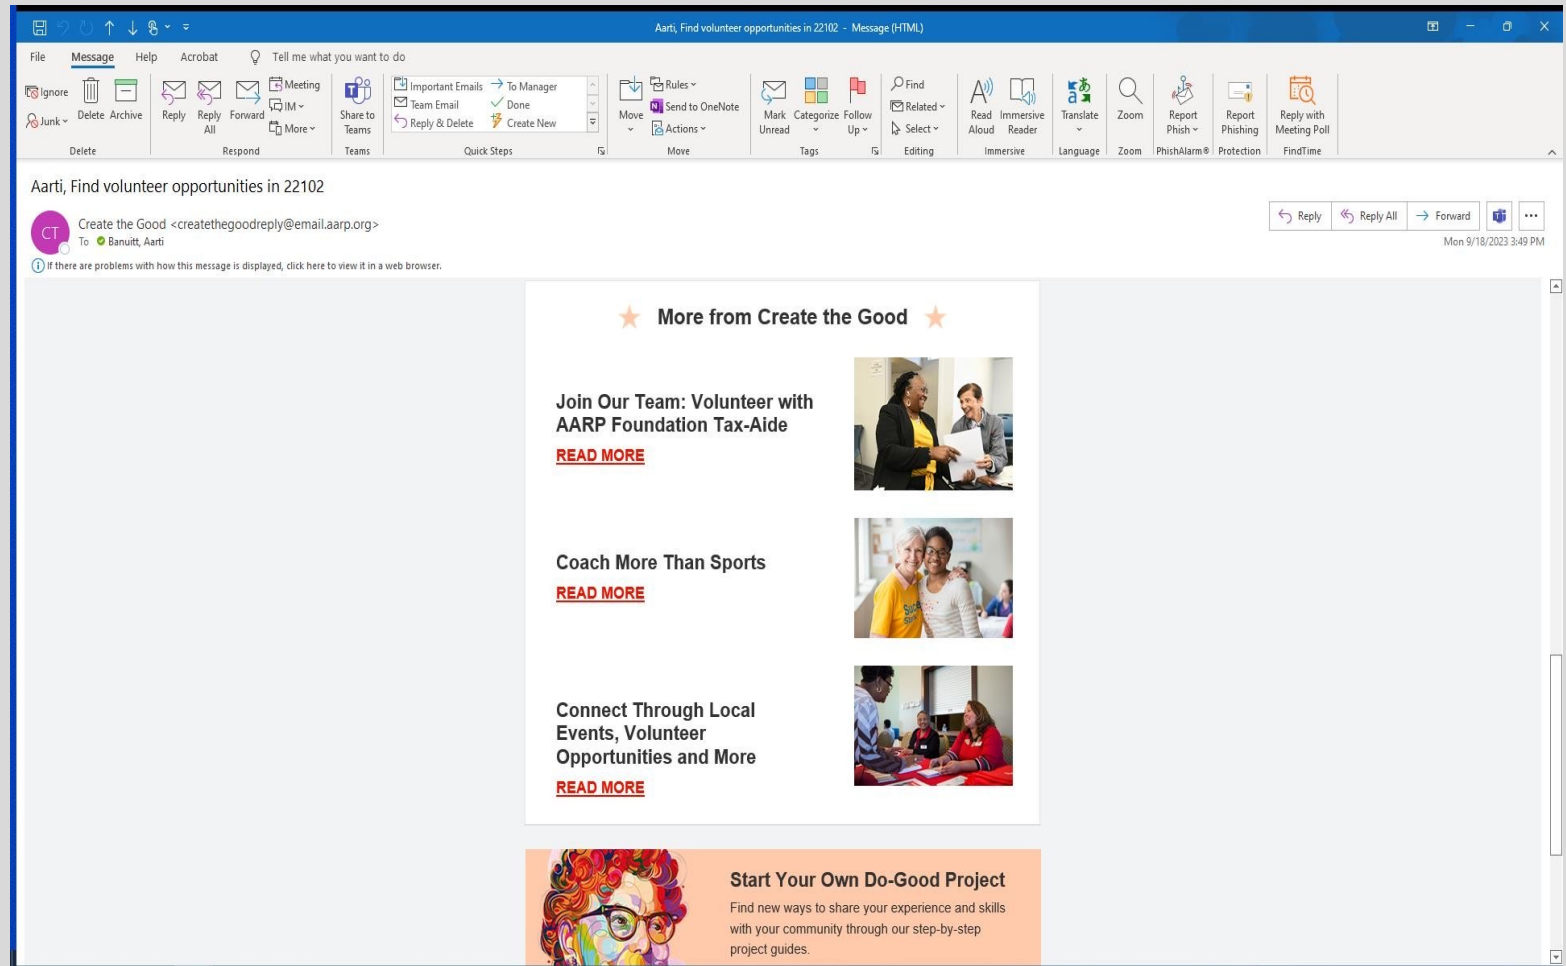 Aarti, Find volunteer opportunities in 22102 - Message (HTML)
File Message Help Acrobat Tell me what you want to do
Ignore
Junk
Delete Archive
Reply Reply All Forward
Meeting
IM
More
Share to Teams
Important Emails To Manager
Team Email Done
Reply & Delete Create New
Move
Rules
Send to OneNote
Actions
Mark Unread Categorize Follow Up
Find
Related
Select
Read Aloud Immersive Reader
Translate
Zoom
Report Phish
Report Phishing
Reply with Meeting Poll
Delete Respond Teams Quick Steps Move Tags Editing Immersive Language Zoom PhishAlarm® Protection FindTime
Aarti, Find volunteer opportunities in 22102
CT
Create the Good <createthegoodreply@email.aarp.org>
To Banuitt, Aarti
Reply Reply All Forward
Mon 9/18/2023 3:49 PM
If there are problems with how this message is displayed, click here to view it in a web browser.
More from Create the Good
Join Our Team: Volunteer with
AARP Foundation Tax-Aide
READ MORE
Coach More Than Sports
READ MORE
Connect Through Local
Events, Volunteer
Opportunities and More
READ MORE
Start Your Own Do-Good Project
Find new ways to share your experience and skills
with your community through our step-by-step
project guides.